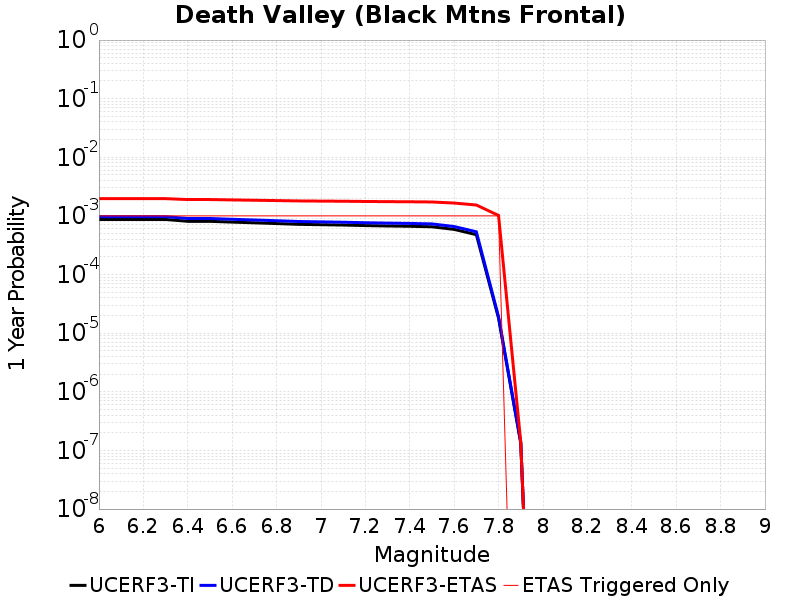 Death Valley (Black Mtns Frontal)
10^0
10^-1
10^-2
10^-3
10^-4
10^-5
10^-6
10^-7
10^-8
1 Year Probability
6 6.2 6.4 6.6 6.8 7 7.2 7.4 7.6 7.8 8 8.2 8.4 8.6 8.8 9
Magnitude
UCERF3-TI UCERF3-TD UCERF3-ETAS ETAS Triggered Only